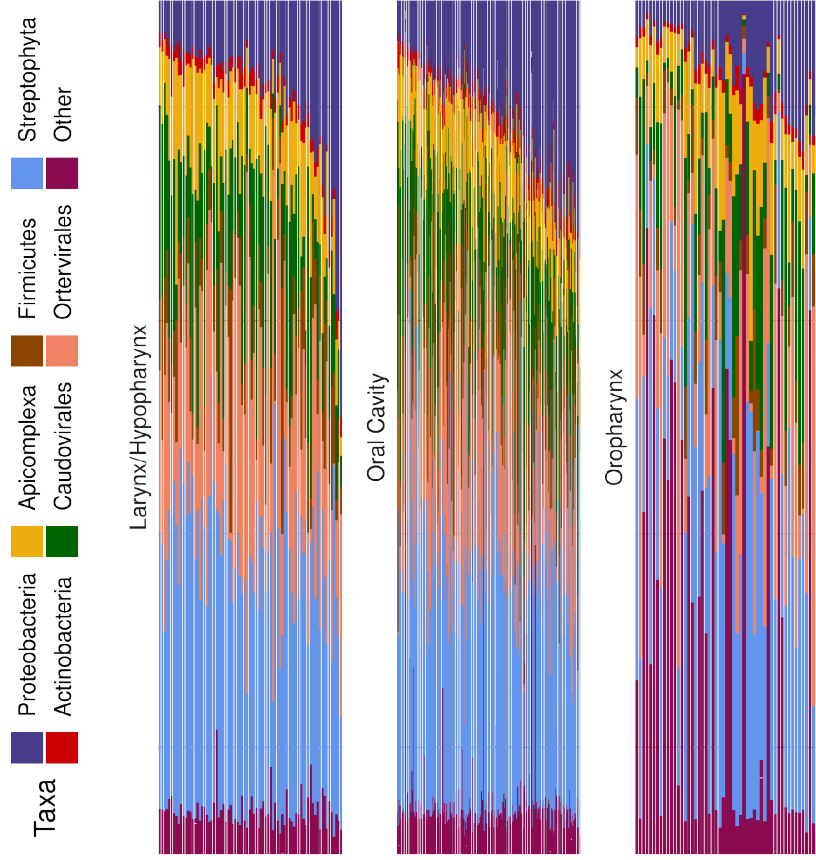 Taxa
Proteobacteria Apicomplexa Firmicutes Streptophyta
Actinobacteria Caudovirales Ortervirales Other
Larynx/Hypopharynx
Oral Cavity
Oropharynx